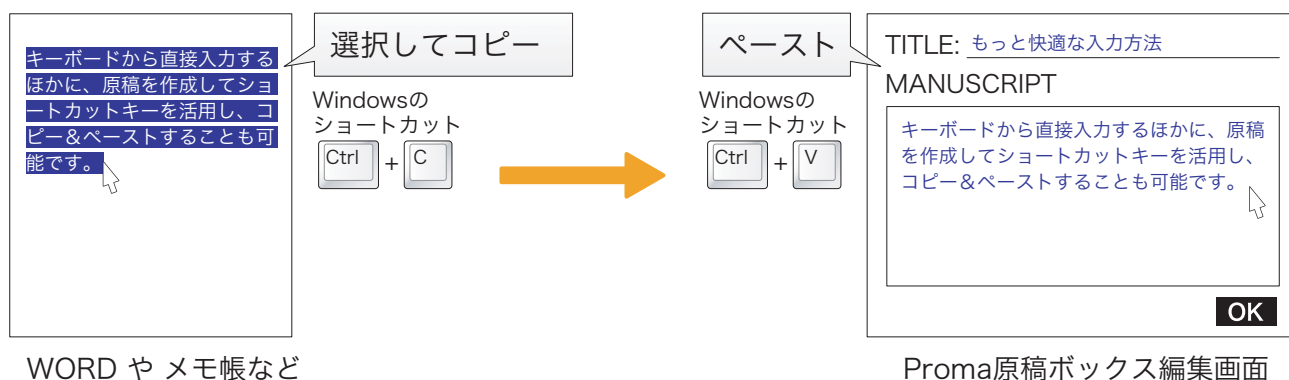 キーボードから直接入力する
ほかに、原稿を作成してショ
ートカットキーを活用し、コ
ピー＆ペーストすることも可
能です。
選択してコピー
Windowsの
ショートカット
Ctrl + C
WORD や メモ帳など
ペースト
Windowsの
ショートカット
Ctrl + V
TITLE: もっと快適な入力方法
MANUSCRIPT
キーボードから直接入力するほかに、原稿
を作成してショートカットキーを活用し、
コピー＆ペーストすることも可能です。
OK
Proma原稿ボックス編集画面